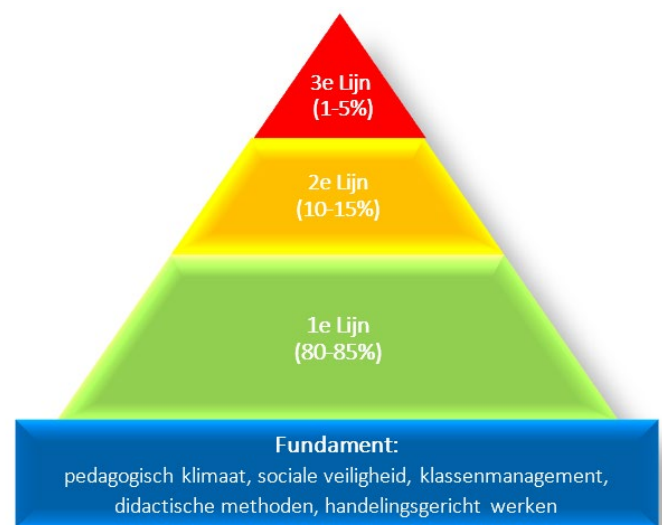 3e Lijn
(1-5%)
2e Lijn
(10-15%)
1e Lijn
(80-85%)
Fundament:
pedagogisch klimaat, sociale veiligheid, klassenmanagement,
didactische methoden, handelingsgericht werken